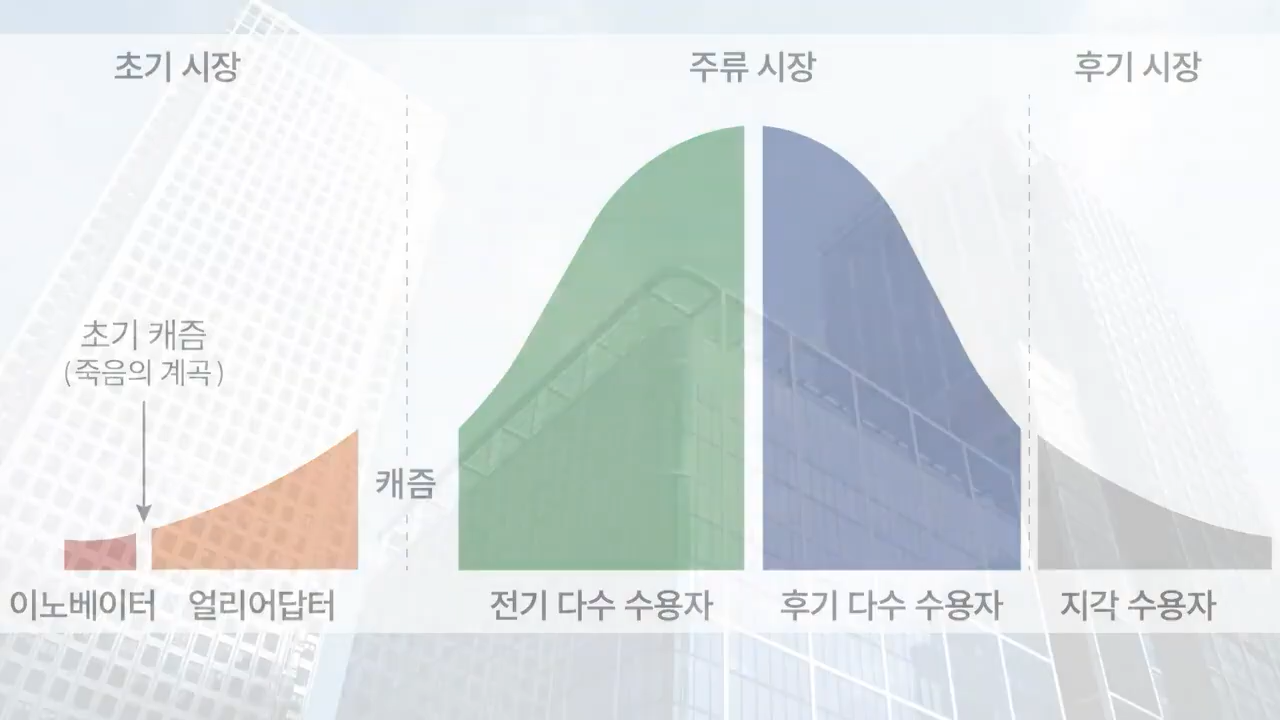 초기 시장
주류 시장
후기 시장
초기 캐즘
(죽음의 계곡)
캐즘
이노베이터
얼리어답터
전기 다수 수용자
후기 다수 수용자
지각 수용자